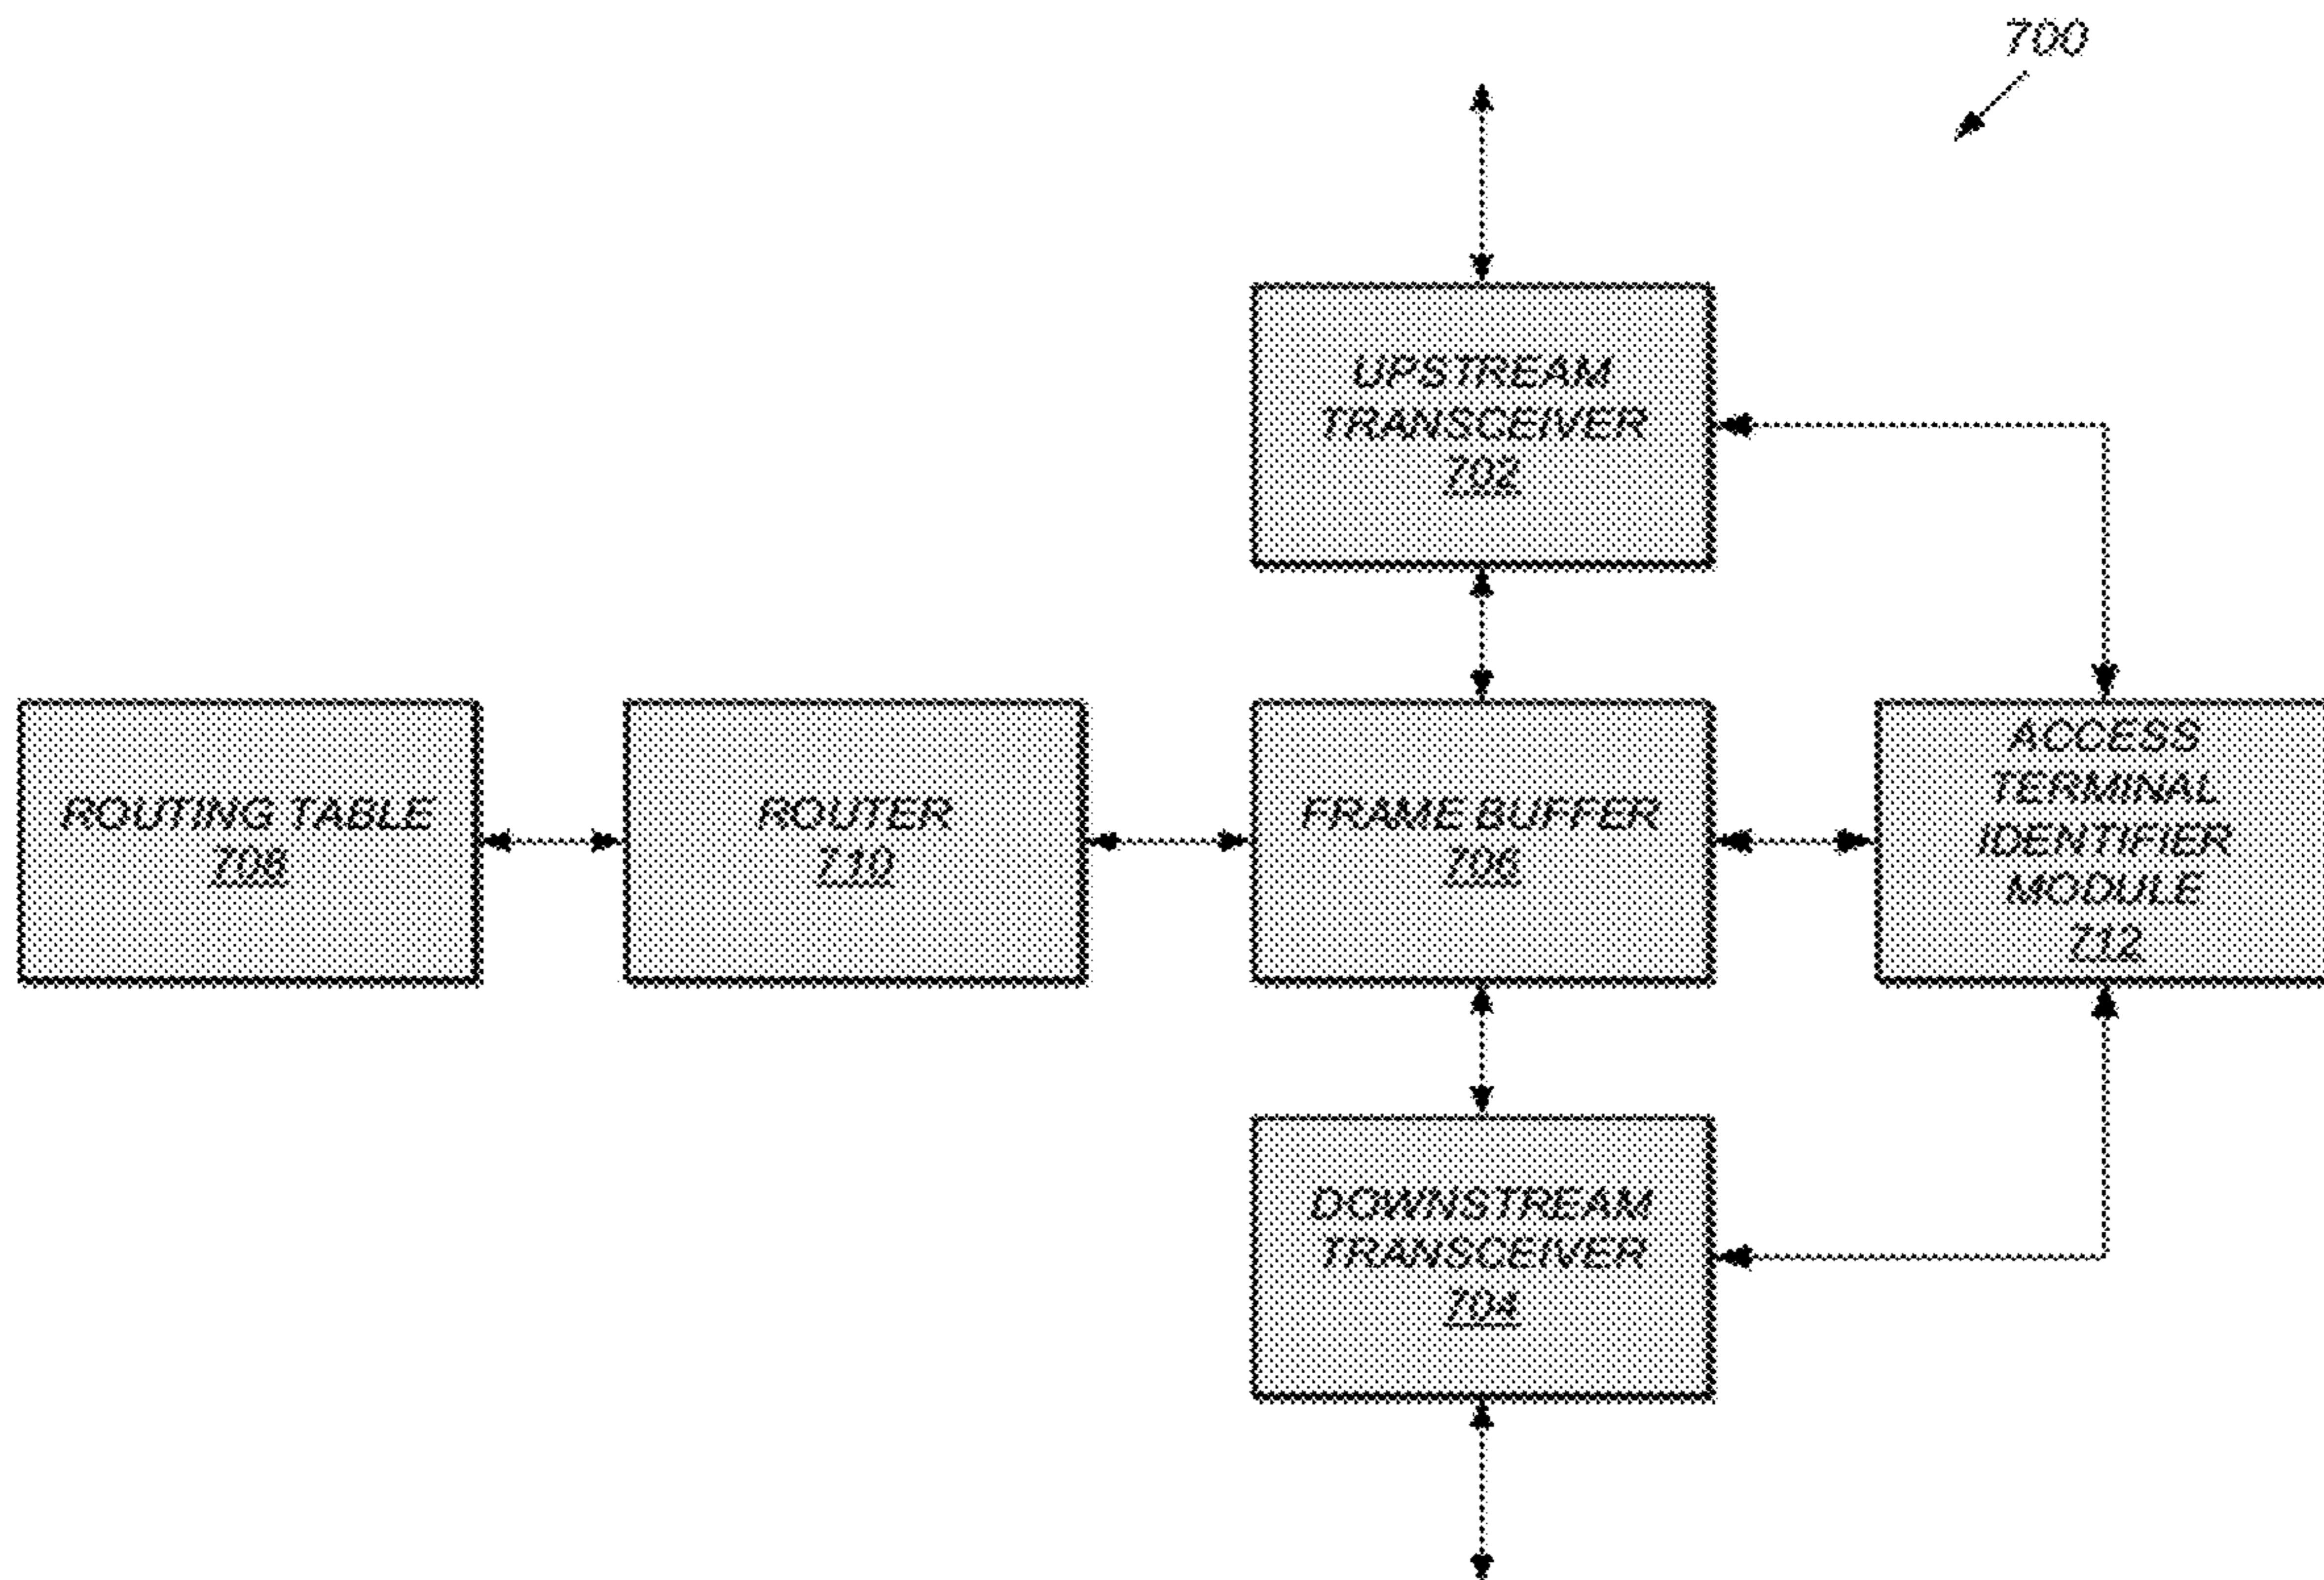 700
UPSTREAM
TRANSCEIVER
702
ROUTING TABLE
708
ROUTER
710
FRAME BUFFER
706
ACCESS
TERMINAL
IDENTIFIER
MODULE
712
DOWNSTREAM
TRANSCEIVER
704